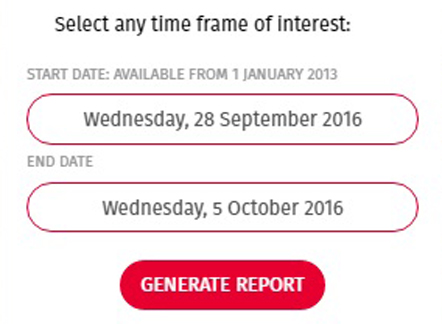 Select any time frame of interest:
START DATE: AVAILABLE FROM 1 JANUARY 2013
Wednesday, 28 September 2016
END DATE
Wednesday, 5 October 2016
GENERATE REPORT